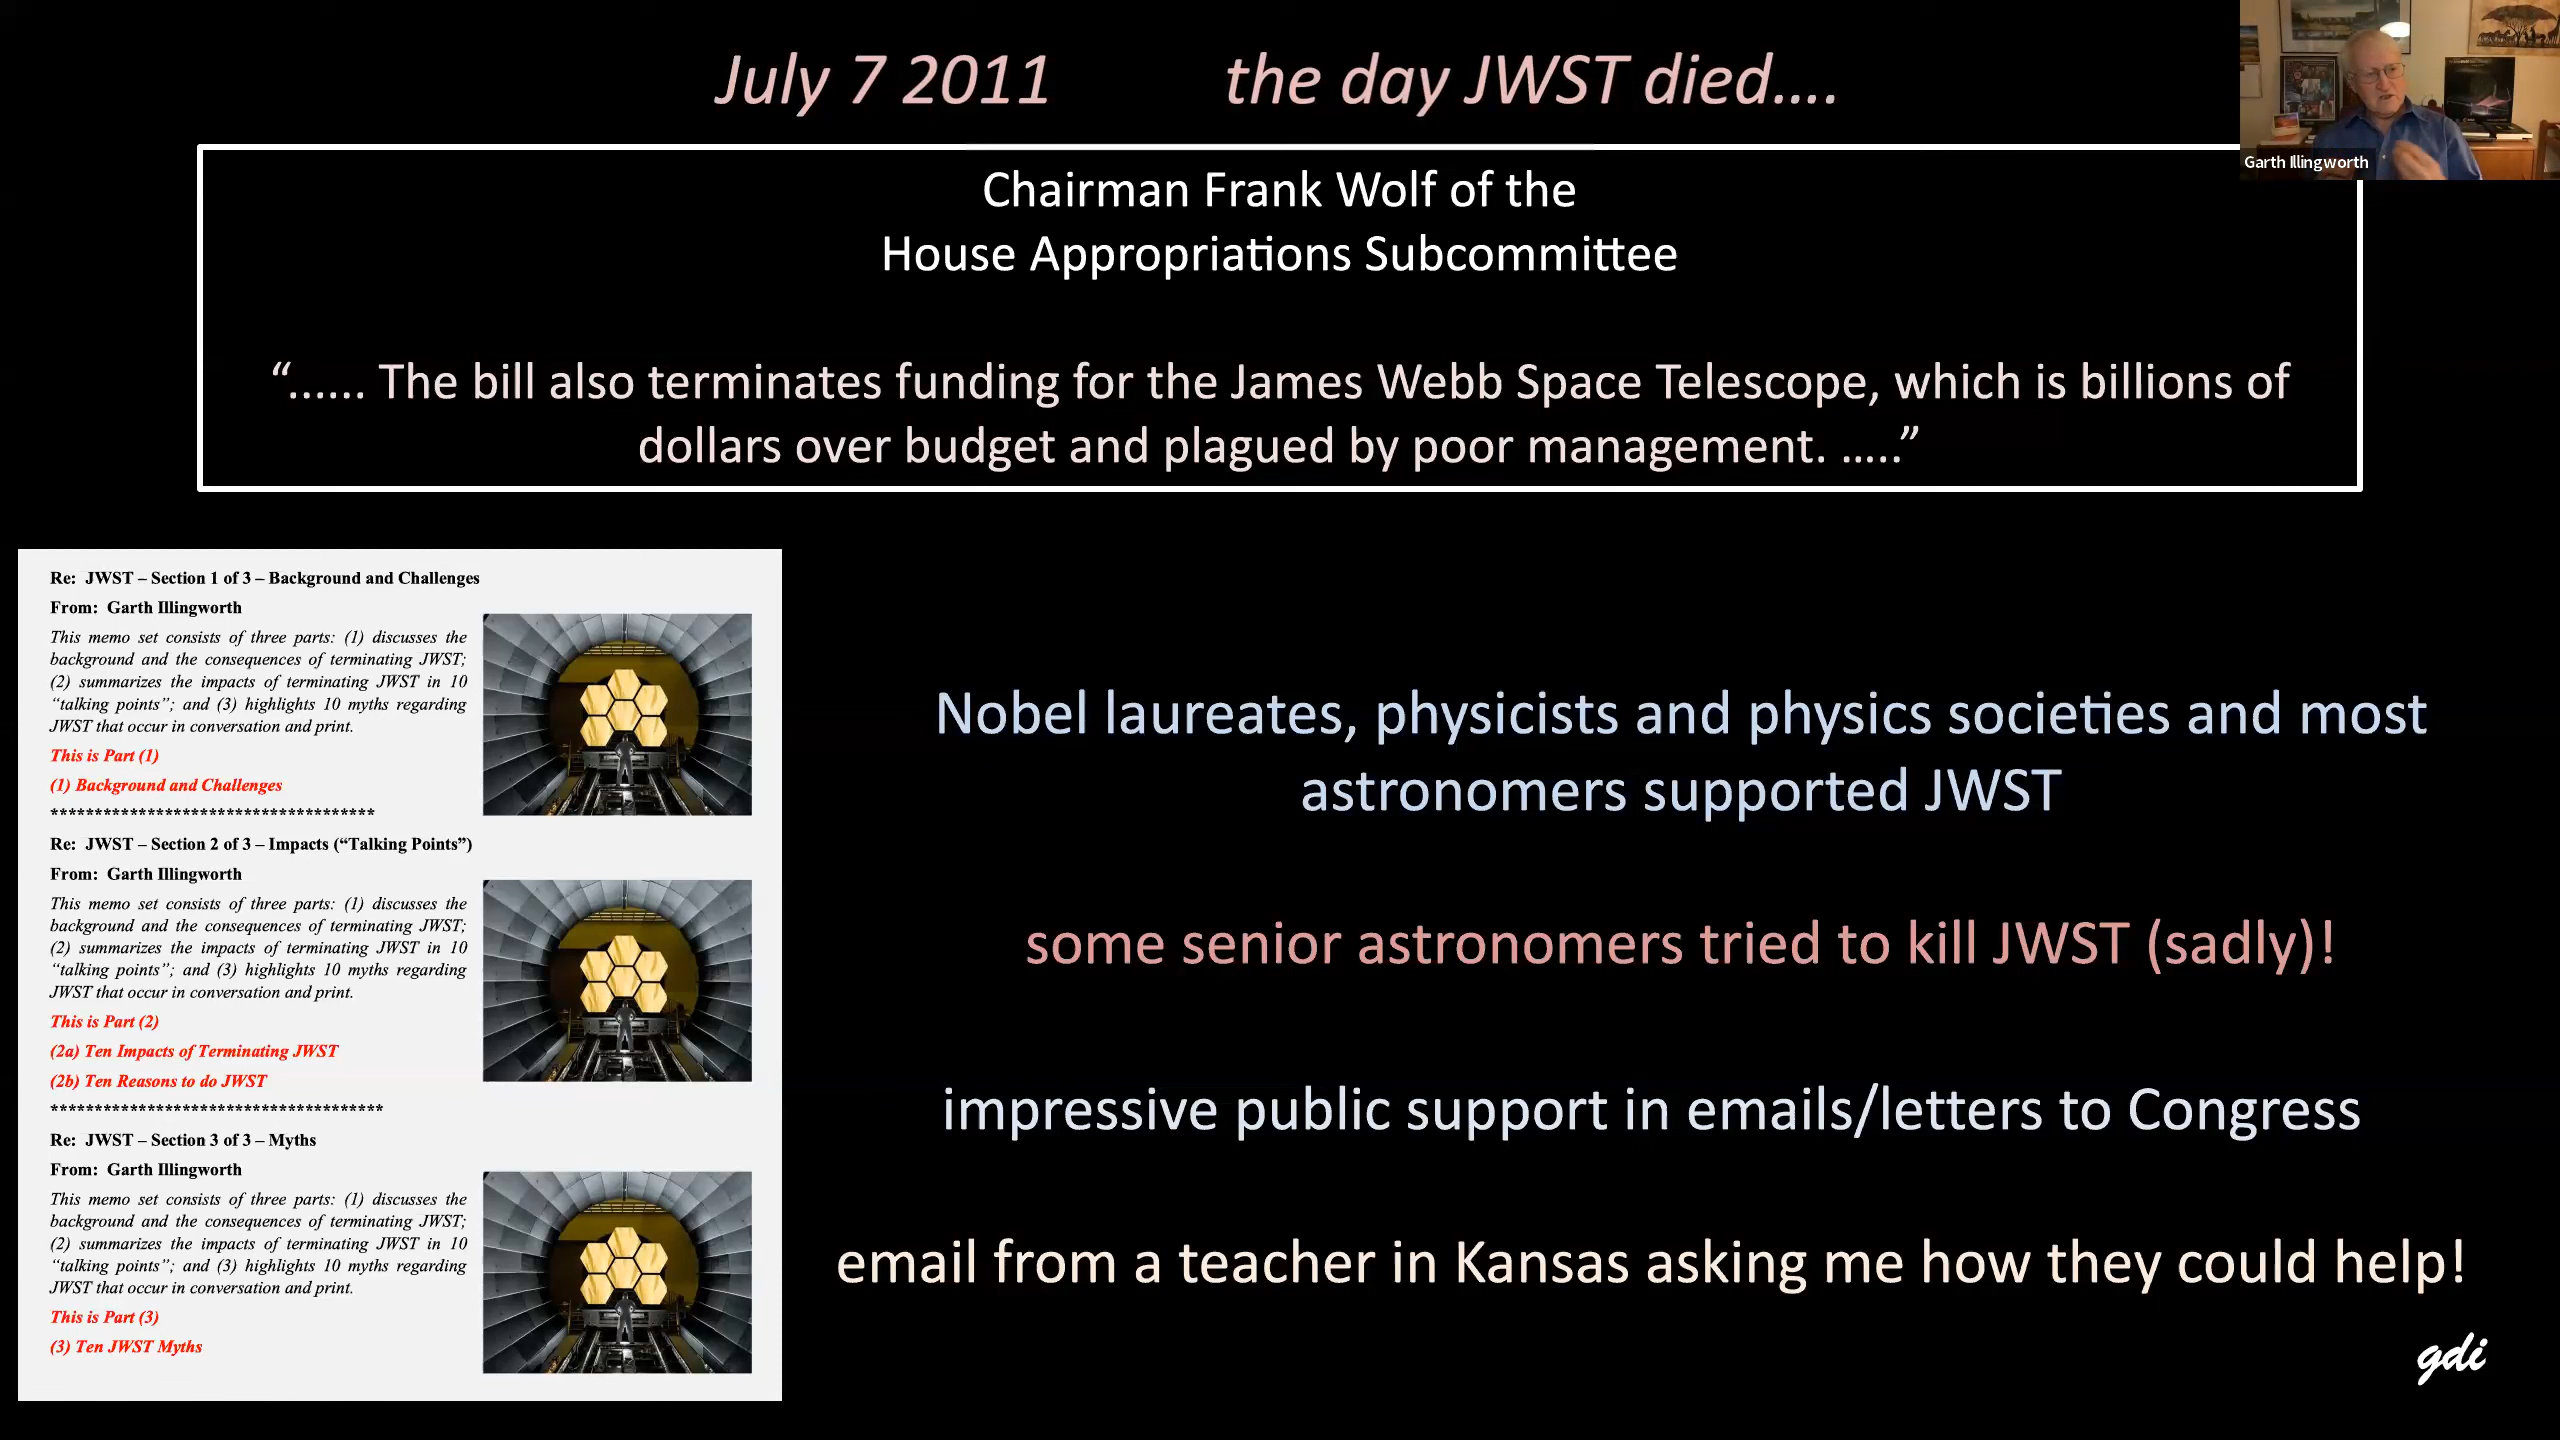 July 7 2011 the day JWST died....
Garth Illingworth
Chairman Frank Wolf of the
House Appropriations Subcommittee
“...... The bill also terminates funding for the James Webb Space Telescope, which is billions of
dollars over budget and plagued by poor management. .....”
Re: JWST – Section 1 of 3 – Background and Challenges
From: Garth Illingworth
This memo set consists of three parts: (1) discusses the
background and the consequences of terminating JWST;
(2) summarizes the impacts of terminating JWST in 10
“talking points”; and (3) highlights 10 myths regarding
JWST that occur in conversation and print.
This is Part (1)
(1) Background and Challenges
*************************************
Re: JWST – Section 2 of 3 – Impacts (“Talking Points”)
From: Garth Illingworth
This memo set consists of three parts: (1) discusses the
background and the consequences of terminating JWST;
(2) summarizes the impacts of terminating JWST in 10
“talking points”; and (3) highlights 10 myths regarding
JWST that occur in conversation and print.
This is Part (2)
(2a) Ten Impacts of Terminating JWST
(2b) Ten Reasons to do JWST
**************************************
Re: JWST – Section 3 of 3 – Myths
From: Garth Illingworth
This memo set consists of three parts: (1) discusses the
background and the consequences of terminating JWST;
(2) summarizes the impacts of terminating JWST in 10
“talking points”; and (3) highlights 10 myths regarding
JWST that occur in conversation and print.
This is Part (3)
(3) Ten JWST Myths
Nobel laureates, physicists and physics societies and most
astronomers supported JWST
some senior astronomers tried to kill JWST (sadly)!
impressive public support in emails/letters to Congress
email from a teacher in Kansas asking me how they could help!
gdi